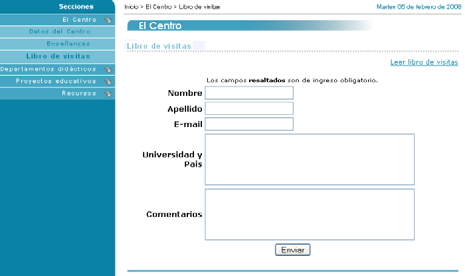 Secciones
El Centro
Datos del Centro
Enseñanzas
Libro de visitas
Departamentos didácticos
Proyectos educativos
Recursos
Inicio > El Centro > Libro de visitas
Martes 05 de febrero de 2008
El Centro
Libro de visitas
Leer libro de visitas
Los campos resaltados son de ingreso obligatorio.
Nombre
Apellido
E-mail
Universidad y
Pais
Comentarios
Enviar